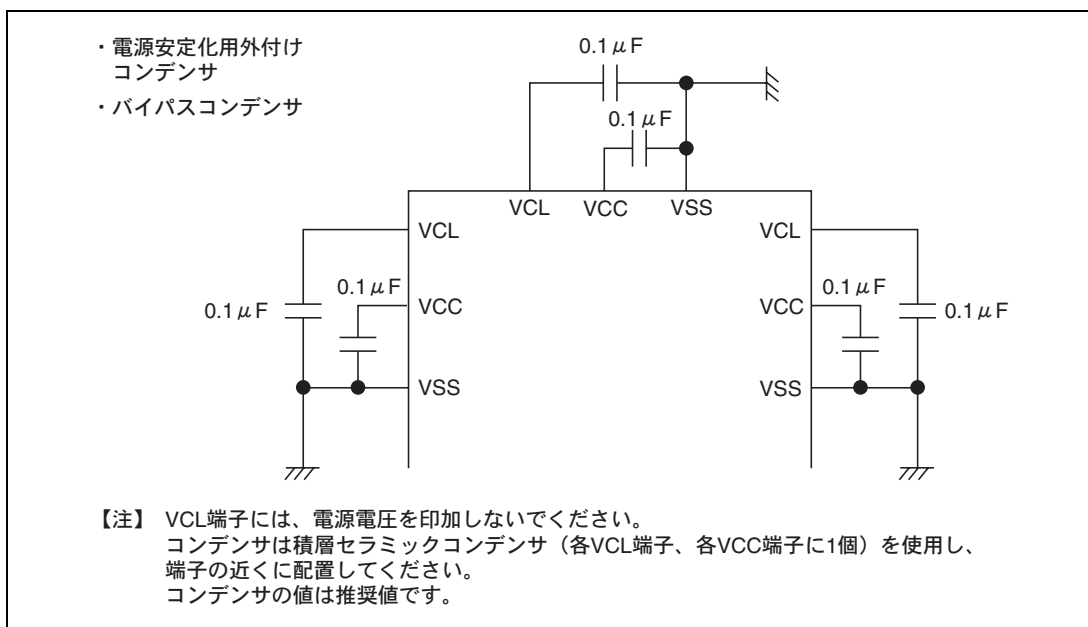 ・電源安定化用外付け
コンデンサ
・バイパスコンデンサ
0.1μF
0.1μF
VCL
VCC
VSS
VCL
VCL
0.1μF
0.1μF
VCC
VCC
0.1μF
0.1μF
VSS
VSS
【注】 VCL端子には、電源電圧を印加しないでください。
コンデンサは積層セラミックコンデンサ（各VCL端子、各VCC端子に1個）を使用し、
端子の近くに配置してください。
コンデンサの値は推奨値です。